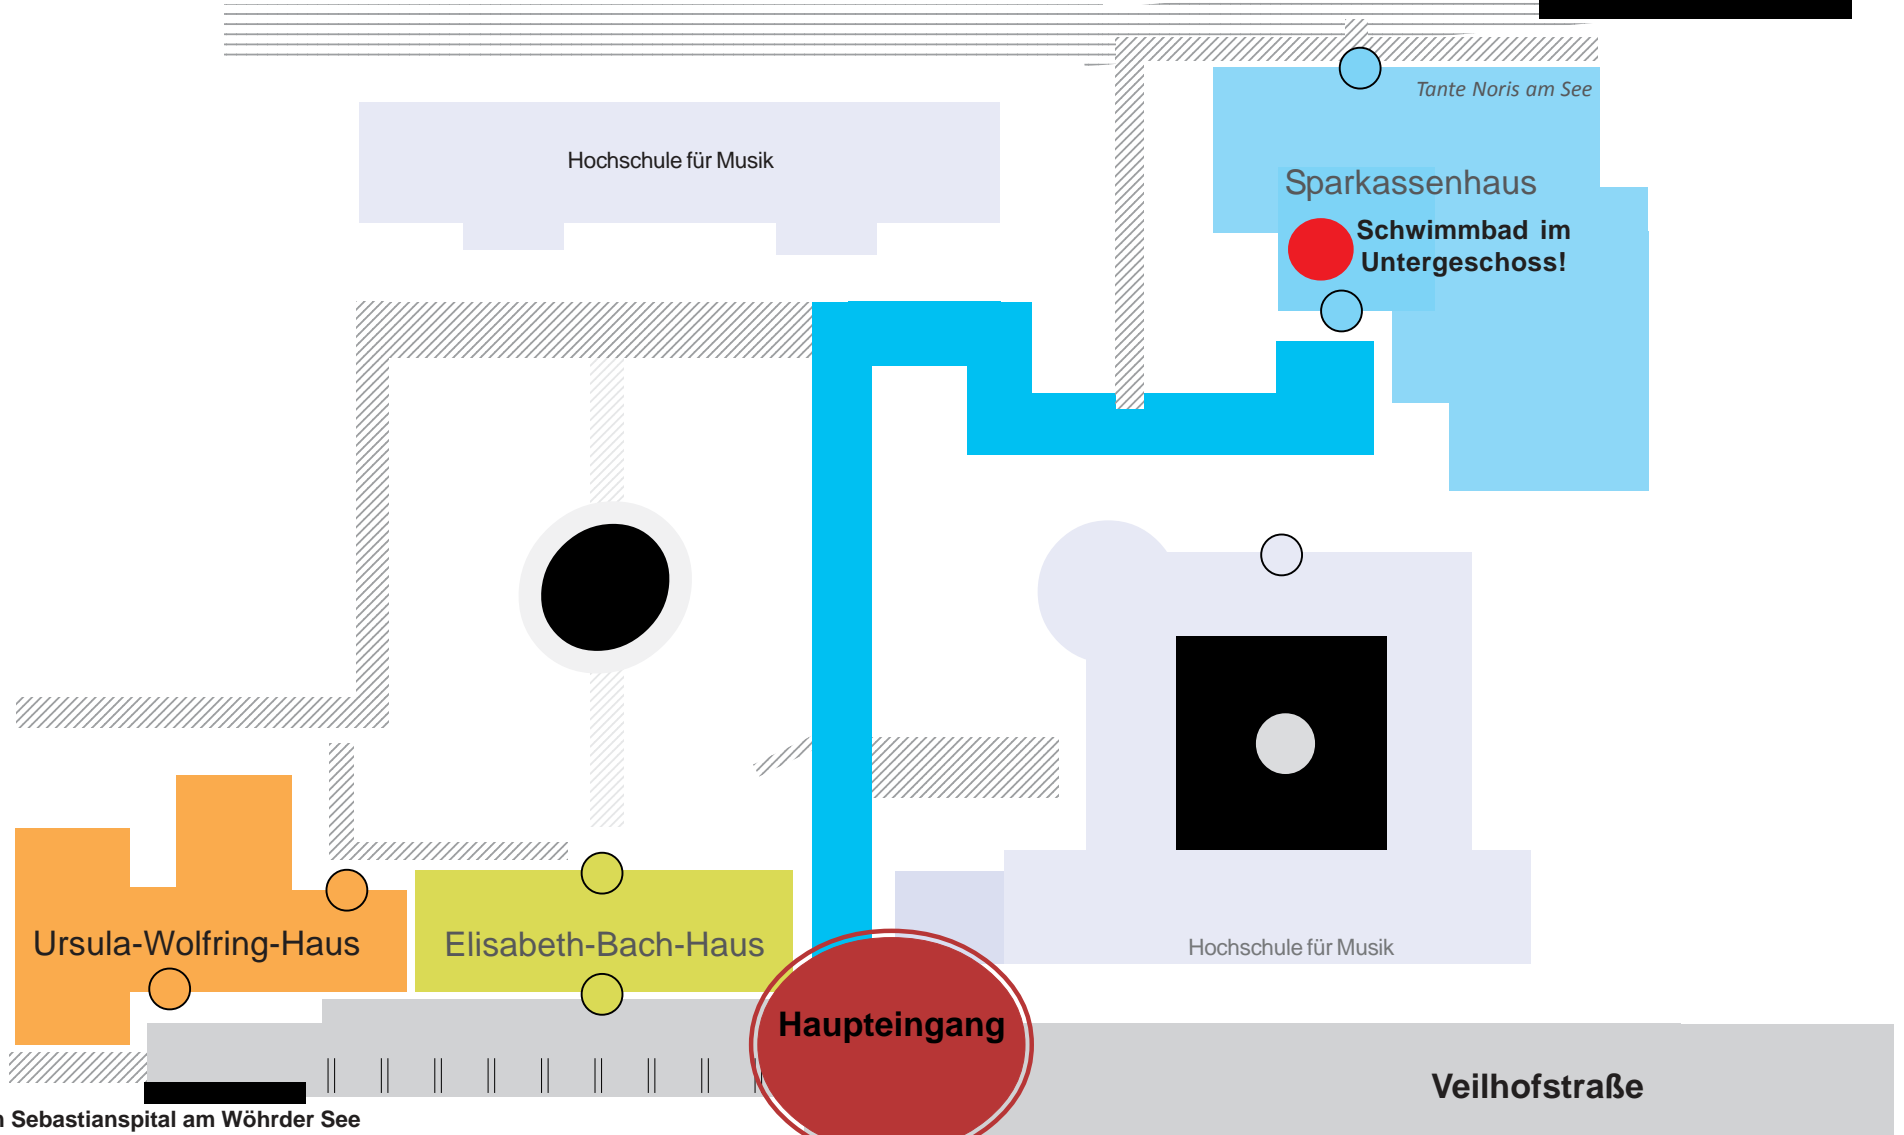 Tante Noris am See
Hochschule für Musik
Sparkassenhaus
Schwimmbad im
Untergeschoss!
Ursula-Wolfring-Haus
Elisabeth-Bach-Haus
Hochschule für Musik
Haupteingang
Veilhofstraße
Sebastianspital am Wöhrder See